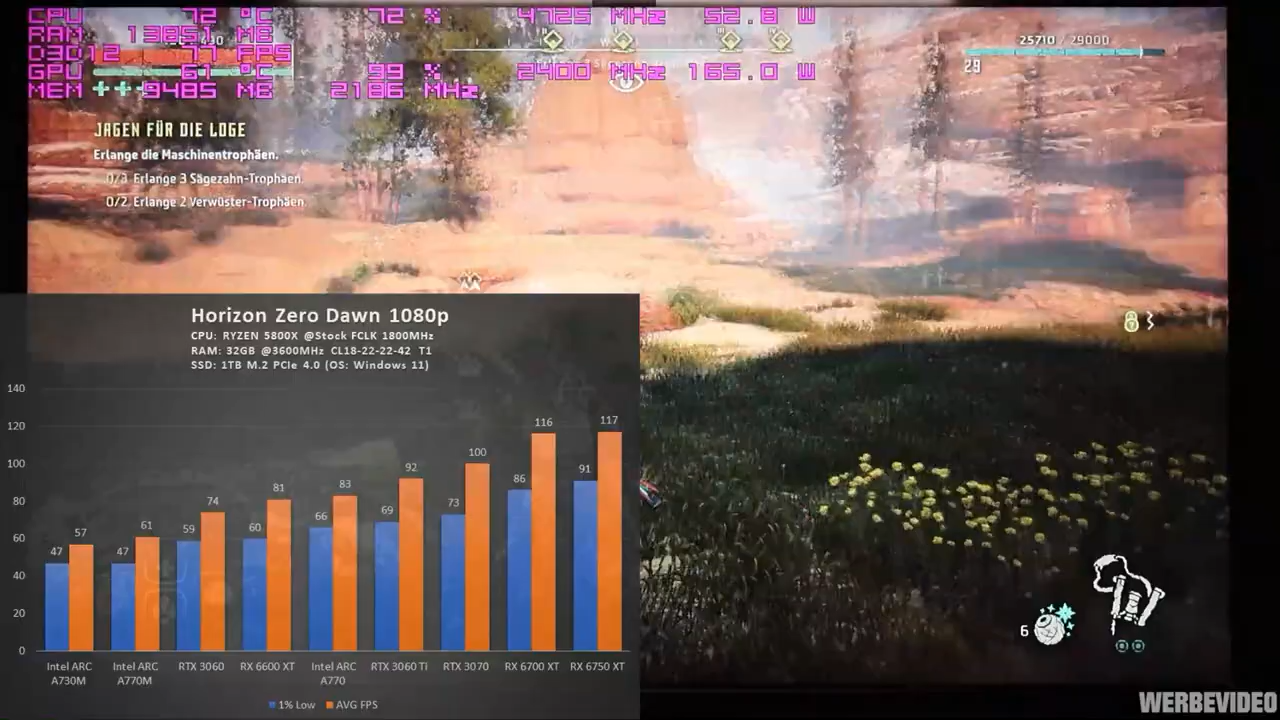 CPU 72 °C 72 % 4725 MHz 52.8 W
RAM 13851 MB
D3D12 77 FPS
GPU 61 °C 99 % 2400 MHz 165.0 W
MEM 9485 MB 2186 MHz
25710 / 29000
29
JAGEN FÜR DIE LOGE
Erlange die Maschinentrophäen.
0/3 Erlange 3 Sägezahn-Trophäen.
0/2 Erlange 2 Verwüster-Trophäen.
Horizon Zero Dawn 1080p
CPU: RYZEN 5800X @Stock FCLK 1800MHz
RAM: 32GB @3600MHz CL18-22-22-42 T1
SSD: 1TB M.2 PCIe 4.0 (OS: Windows 11)
140
120
100
80
60
40
20
0
47 57 47 61 59 74 60 81 66 83 69 92 73 100 86 116 91 117
Intel ARC A730M
Intel ARC A770M
RTX 3060
RX 6600 XT
Intel ARC A770
RTX 3060 Ti
RTX 3070
RX 6700 XT
RX 6750 XT
1% Low AVG FPS
6
WERBEVIDEO